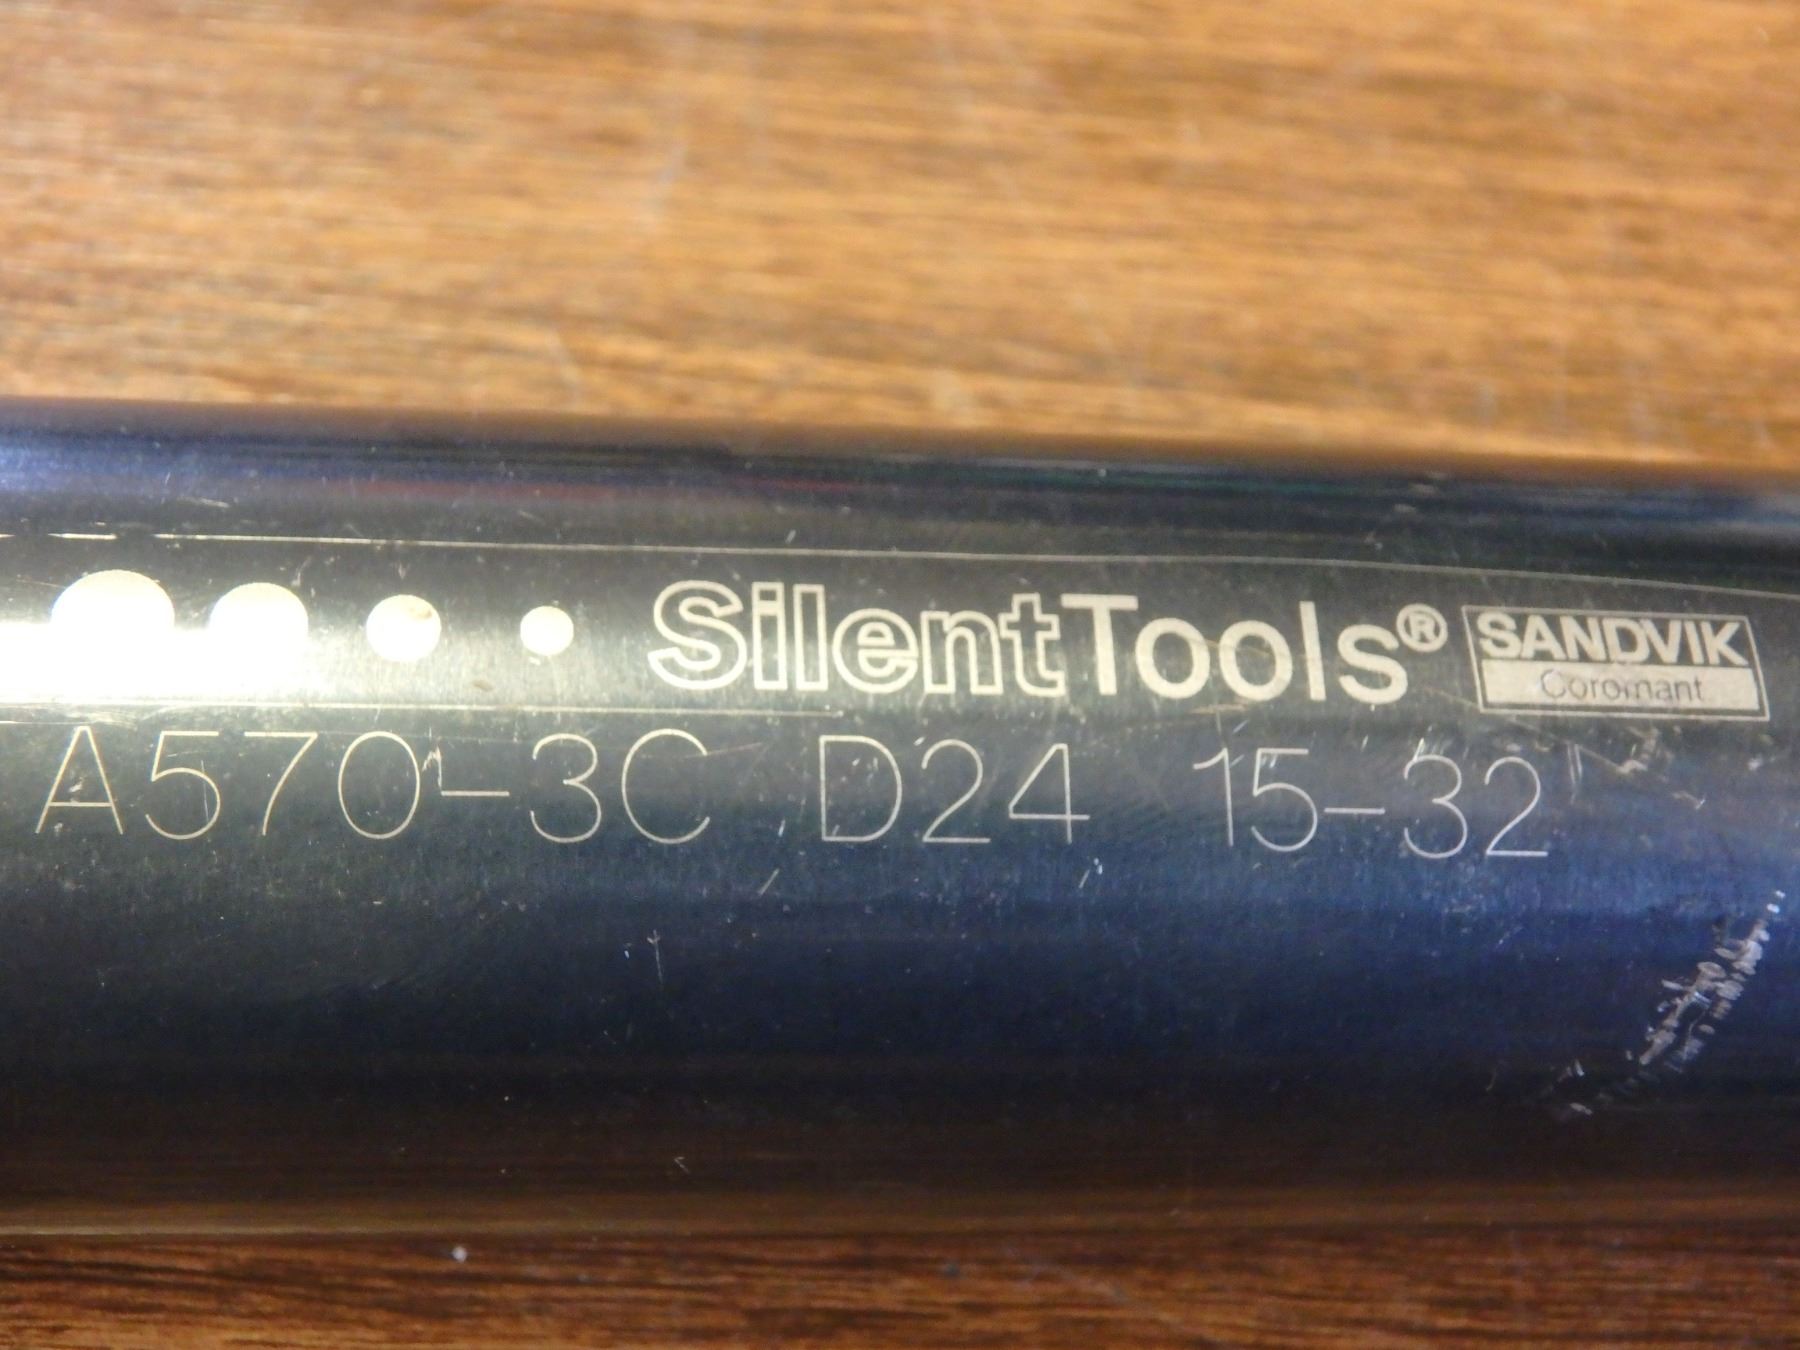 SilentTools® SANDVIK
Coromant
A570-3C D24 15-32